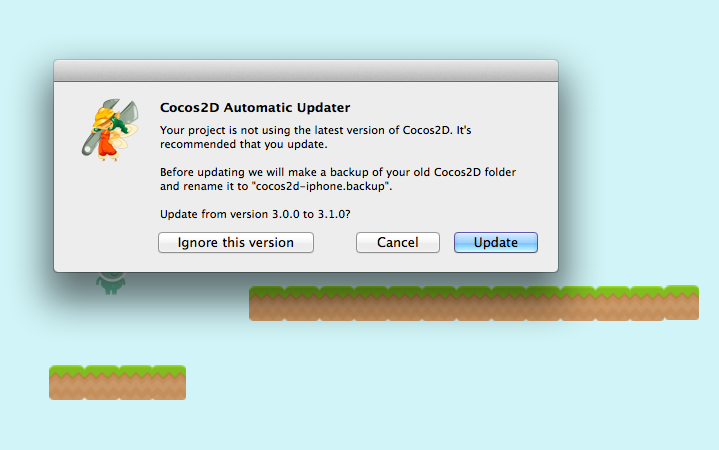 Cocos2D Automatic Updater
Your project is not using the latest version of Cocos2D. It's
recommended that you update.
Before updating we will make a backup of your old Cocos2D folder
and rename it to "cocos2d-iphone.backup".
Update from version 3.0.0 to 3.1.0?
Ignore this version
Cancel
Update